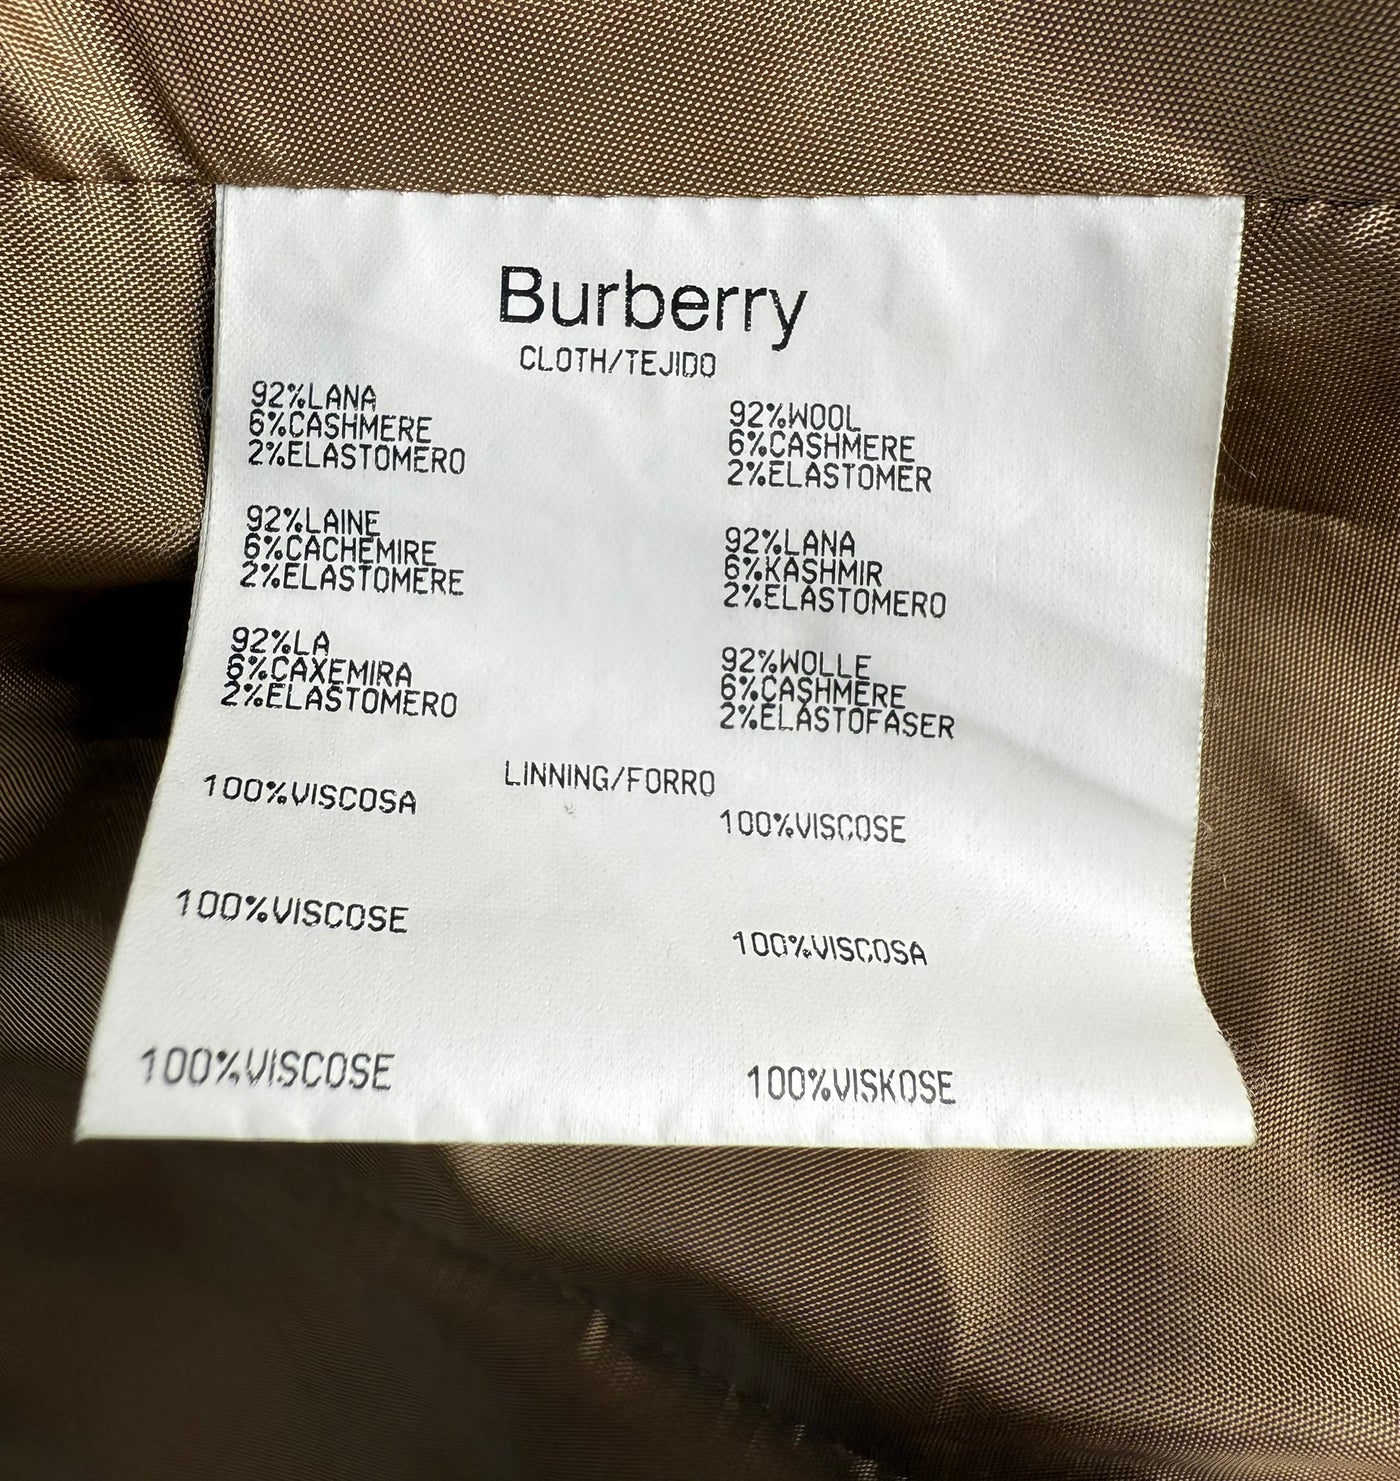 Burberry
CLOTH/TEJIDO
92%LANA
6%CASHMERE
2%ELASTOMERO
92%WOOL
6%CASHMERE
2%ELASTOMER
92%LAINE
6%CACHEMIRE
2%ELASTOMERE
92%LANA
6%KASHMIR
2%ELASTOMERO
92%LA
6%CAXEMIRA
2%ELASTOMERO
92%WOLLE
6%CASHMERE
2%ELASTOFASER
LINNING/FORRO
100%VISCOSA
100%VISCOSE
100%VISCOSE
100%VISCOSA
100%VISCOSE
100%VISKOSE